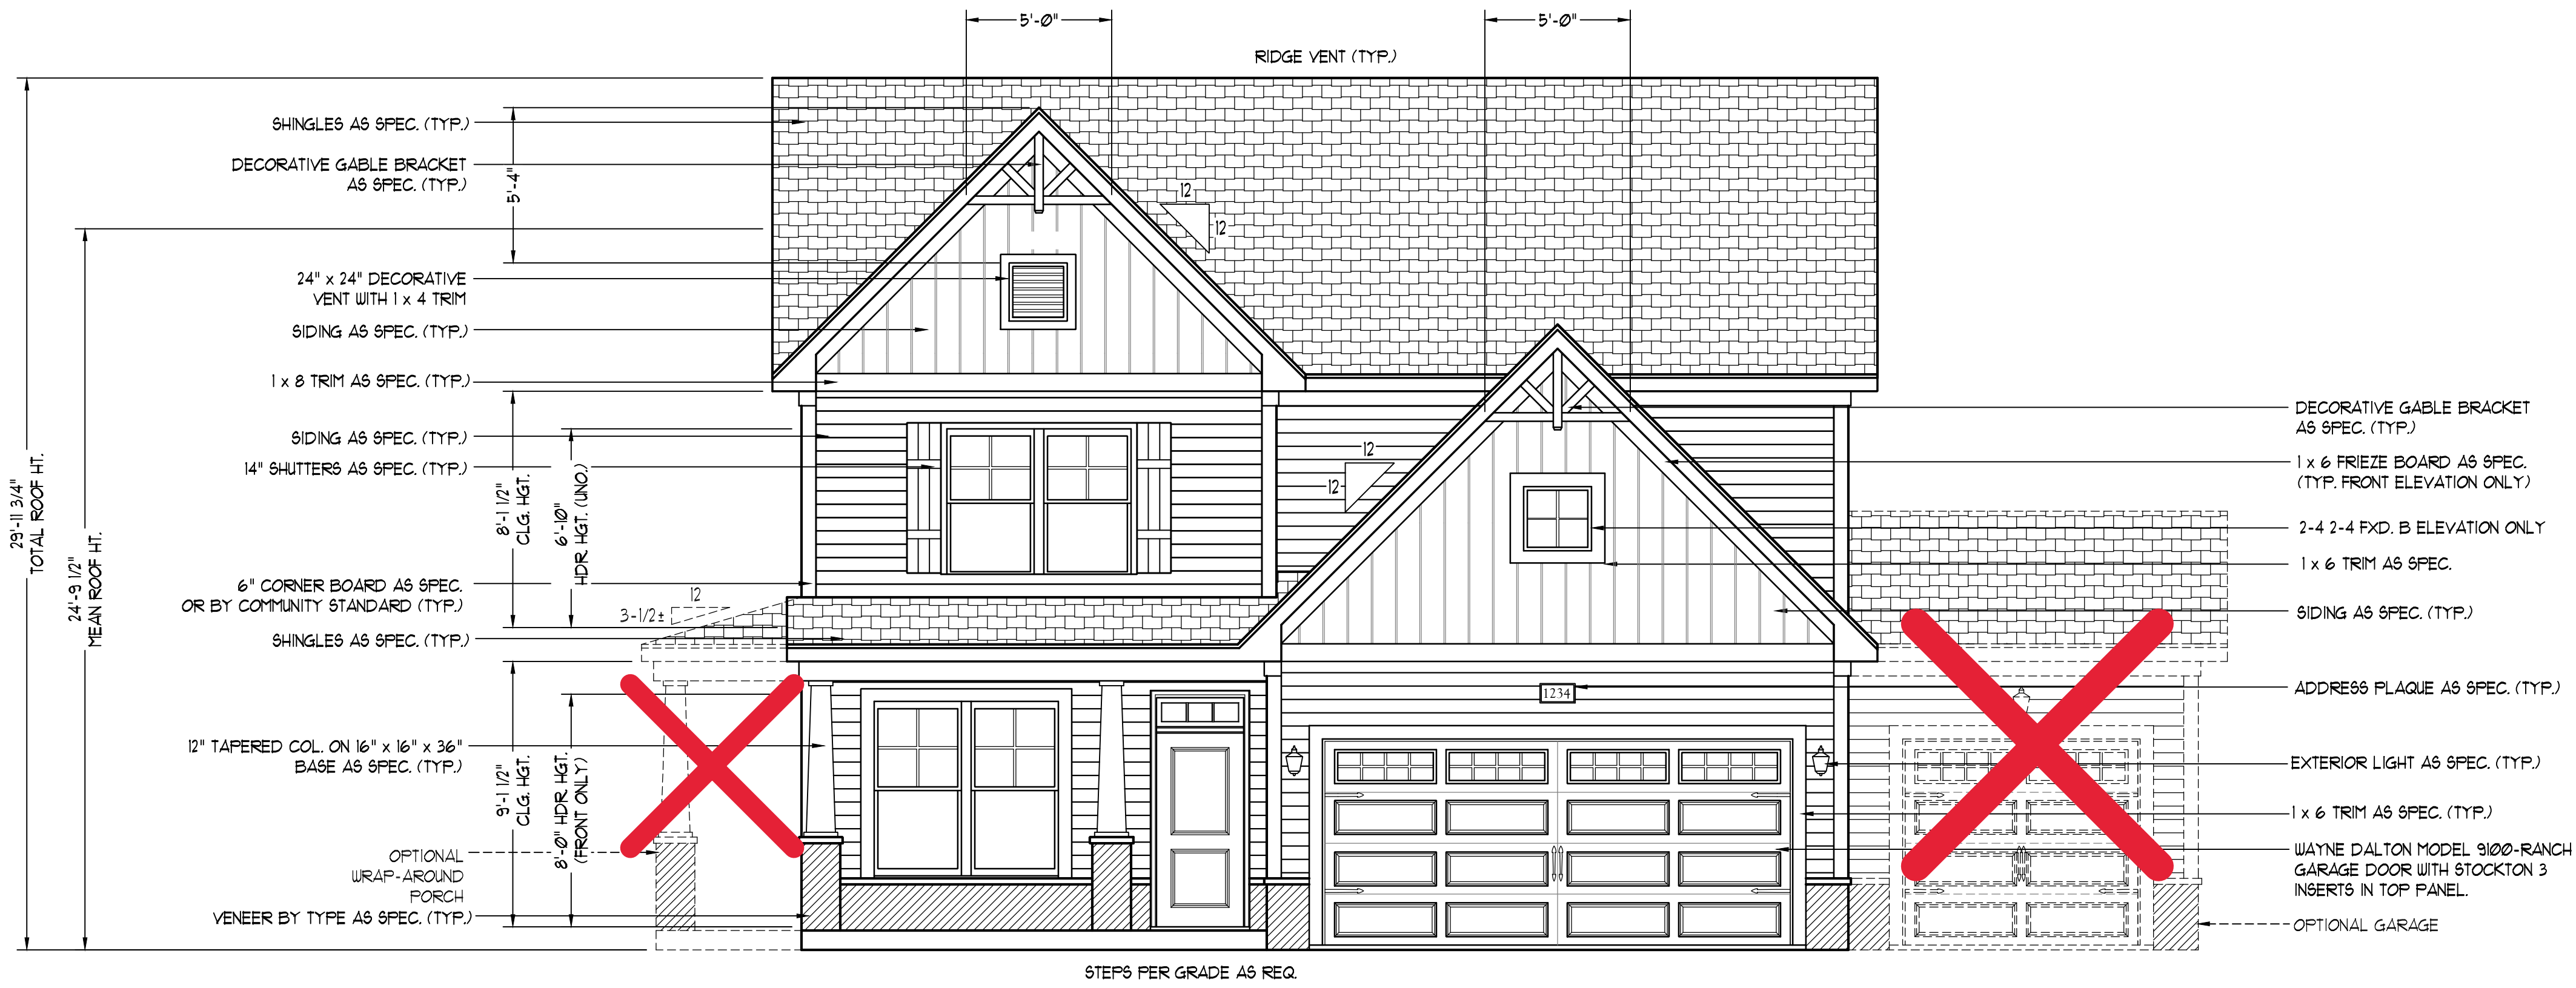 5'-0"
5'-0"
RIDGE VENT (TYP.)
SHINGLES AS SPEC. (TYP.)
DECORATIVE GABLE BRACKET
AS SPEC. (TYP.)
5'-4"
12
12
24" x 24" DECORATIVE
VENT WITH 1 x 4 TRIM
SIDING AS SPEC. (TYP.)
1 x 8 TRIM AS SPEC. (TYP.)
SIDING AS SPEC. (TYP.)
14" SHUTTERS AS SPEC. (TYP.)
29'-11 3/4"
TOTAL ROOF HT.
24'-9 1/2"
MEAN ROOF HT.
8'-1 1/2"
CLG. HGT.
6'-10"
HDR. HGT. (UNO.)
12
12
6" CORNER BOARD AS SPEC.
OR BY COMMUNITY STANDARD (TYP.)
12
3-1/2±
SHINGLES AS SPEC. (TYP.)
12" TAPERED COL. ON 16" x 16" x 36"
BASE AS SPEC. (TYP.)
9'-1 1/2"
CLG. HGT.
8'-0" HDR. HGT.
(FRONT ONLY)
OPTIONAL
WRAP-AROUND
PORCH
VENEER BY TYPE AS SPEC. (TYP.)
1234
DECORATIVE GABLE BRACKET
AS SPEC. (TYP.)
1 x 6 FRIEZE BOARD AS SPEC.
(TYP. FRONT ELEVATION ONLY)
2-4 2-4 FXD. B ELEVATION ONLY
1 x 6 TRIM AS SPEC.
SIDING AS SPEC. (TYP.)
ADDRESS PLAQUE AS SPEC. (TYP.)
EXTERIOR LIGHT AS SPEC. (TYP.)
1 x 6 TRIM AS SPEC. (TYP.)
WAYNE DALTON MODEL 9100-RANCH
GARAGE DOOR WITH STOCKTON 3
INSERTS IN TOP PANEL.
OPTIONAL GARAGE
STEPS PER GRADE AS REQ.